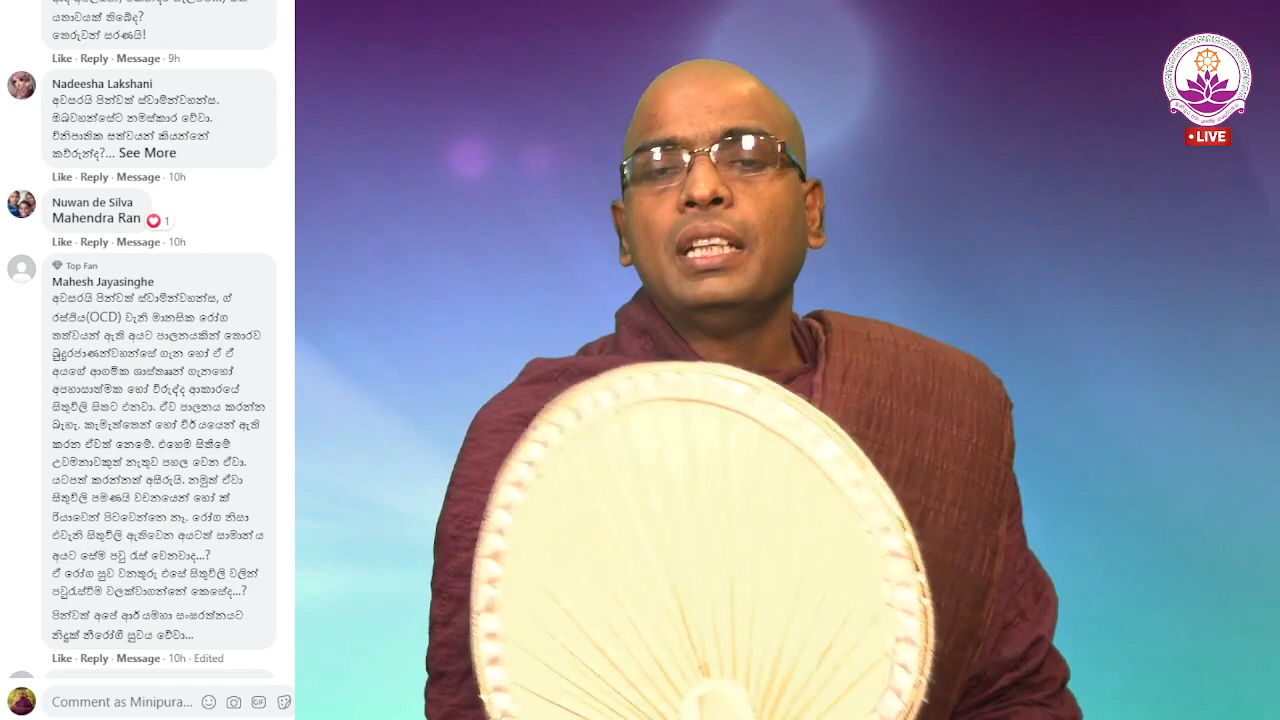 යතාවයක් තිබේද?
තෙරුවන් සරණයි!
Like · Reply · Message · 9h
Nadeesha Lakshani
අවසරයි පින්වත් ස්වාමින්වහන්ස.
ඔබවහන්සේට නමස්කාර වේවා.
විනිපාතික සත්වයන් කියන්නේ
කව්රුන්ද?... See More
Like · Reply · Message · 10h
Nuwan de Silva
Mahendra Ran
1
Like · Reply · Message · 10h
Top Fan
Mahesh Jayasinghe
අවසරයි පින්වත් ස්වාමින්වහන්ස, ග්
රස්තිය(OCD) වැනි මානසික රෝග
තත්වයන් ඇති අයට පාලනයකින් තොරව
බුදුරජාණන්වහන්සේ ගැන හෝ ඒ ඒ
අයගේ ආගමික ශාස්තෲන් ගැනහෝ
අපහාසාත්මක හෝ විරුද්ද ආකාරයේ
සිතුවිලි සිතට එනවා. ඒව පාලනය කරන්න
බැහැ. කැමැත්තෙන් හෝ වීර්යයෙන් ඇති
කරන ඒවත් නෙමේ. එහෙම සිතීමේ
උවමනාවකුත් නැතුව පහල වෙන ඒවා.
යටපත් කරන්නත් අසීරුයි. නමුත් ඒවා
සිතුවිලි පමණයි වචනයෙන් හෝ ක්
රියාවෙන් පිටවෙන්නෙ නෑ. රෝග නිසා
එවැනි සිතුවිලි ඇතිවෙන අයටත් සාමාන්‍ය
අයට සේම පවු රැස් වෙනවාද...?
ඒ රෝග සුව වනතුරු එසේ සිතුවිලි වලින්
පවුරැස්වීම වලක්වාගන්නේ කෙසේද...?
පින්වත් අපේ ආර්යමහා සංඝරත්නයට
නිදුක් නීරෝගී සුවය වේවා...
Like · Reply · Message · 10h · Edited
Comment as Minipura...
GIF
LIVE